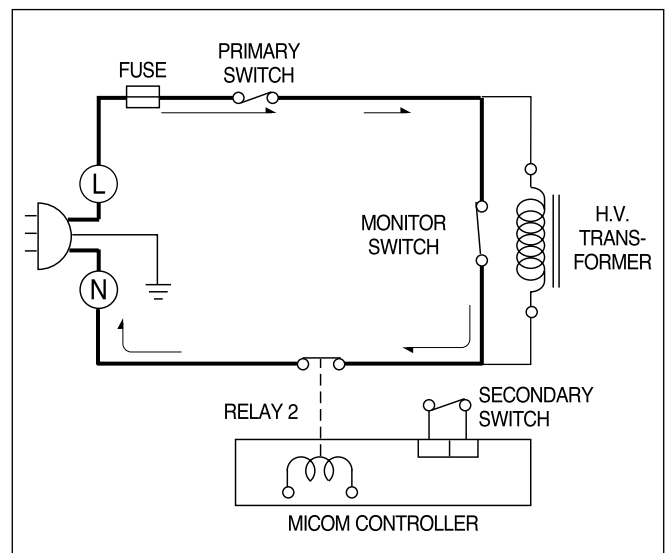 PRIMARY
SWITCH
FUSE
L
MONITOR
SWITCH
H.V.
TRANS-
FORMER
N
SECONDARY
SWITCH
RELAY 2
MICOM CONTROLLER